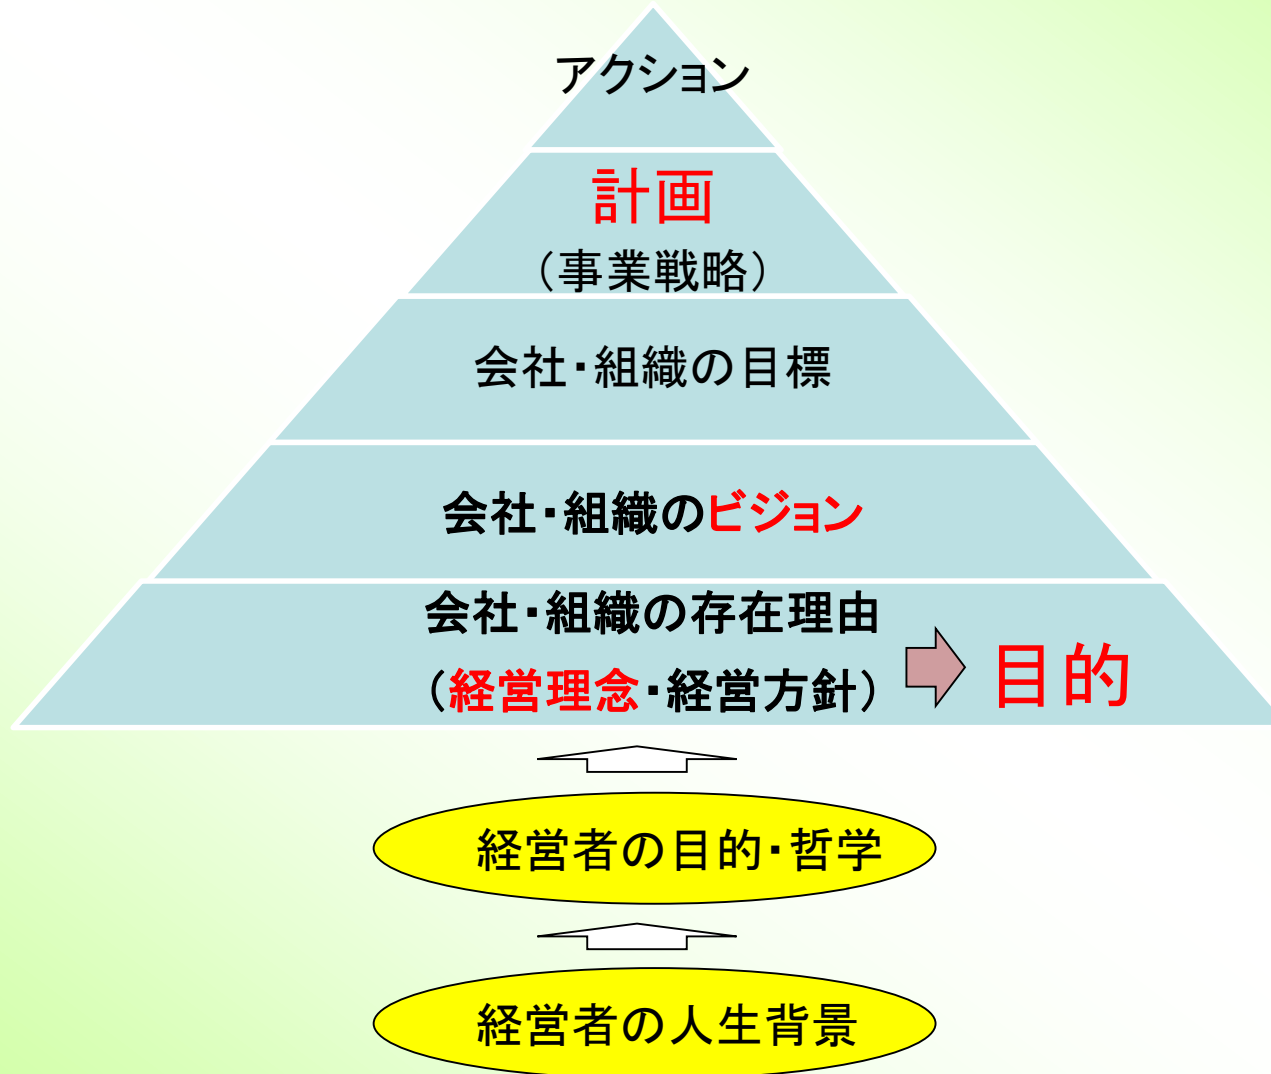 アクション
計画
（事業戦略）
会社・組織の目標
会社・組織のビジョン
会社・組織の存在理由
（経営理念・経営方針）
目的
経営者の目的・哲学
経営者の人生背景